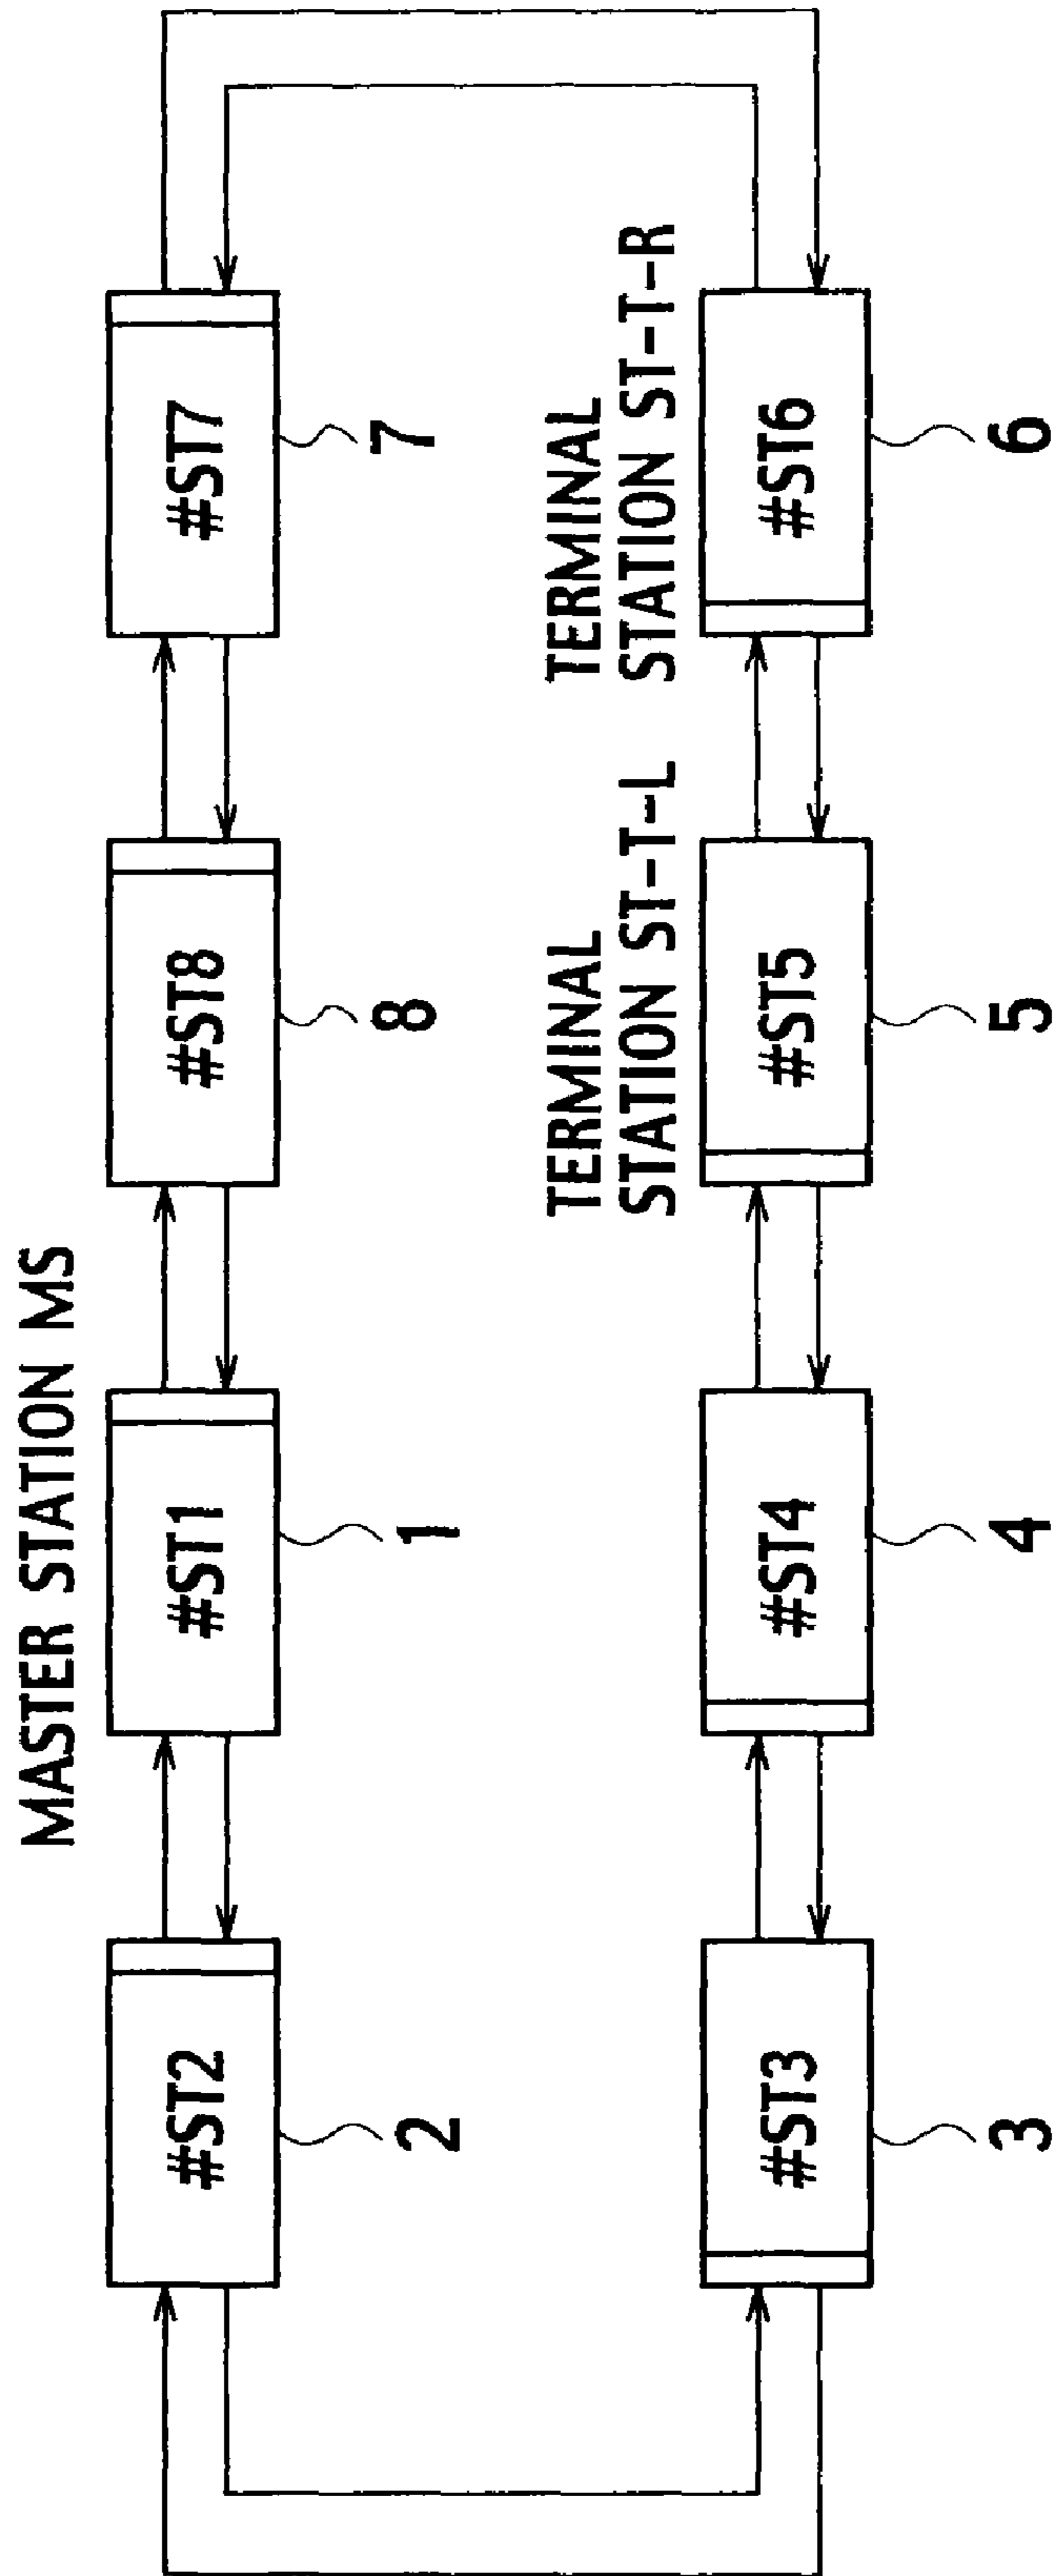 MASTER STATION MS
#ST2
#ST1
#ST8
#ST7
2
1
8
7
TERMINAL
STATION ST-T-L
TERMINAL
STATION ST-T-R
#ST3
#ST4
#ST5
#ST6
3
4
5
6